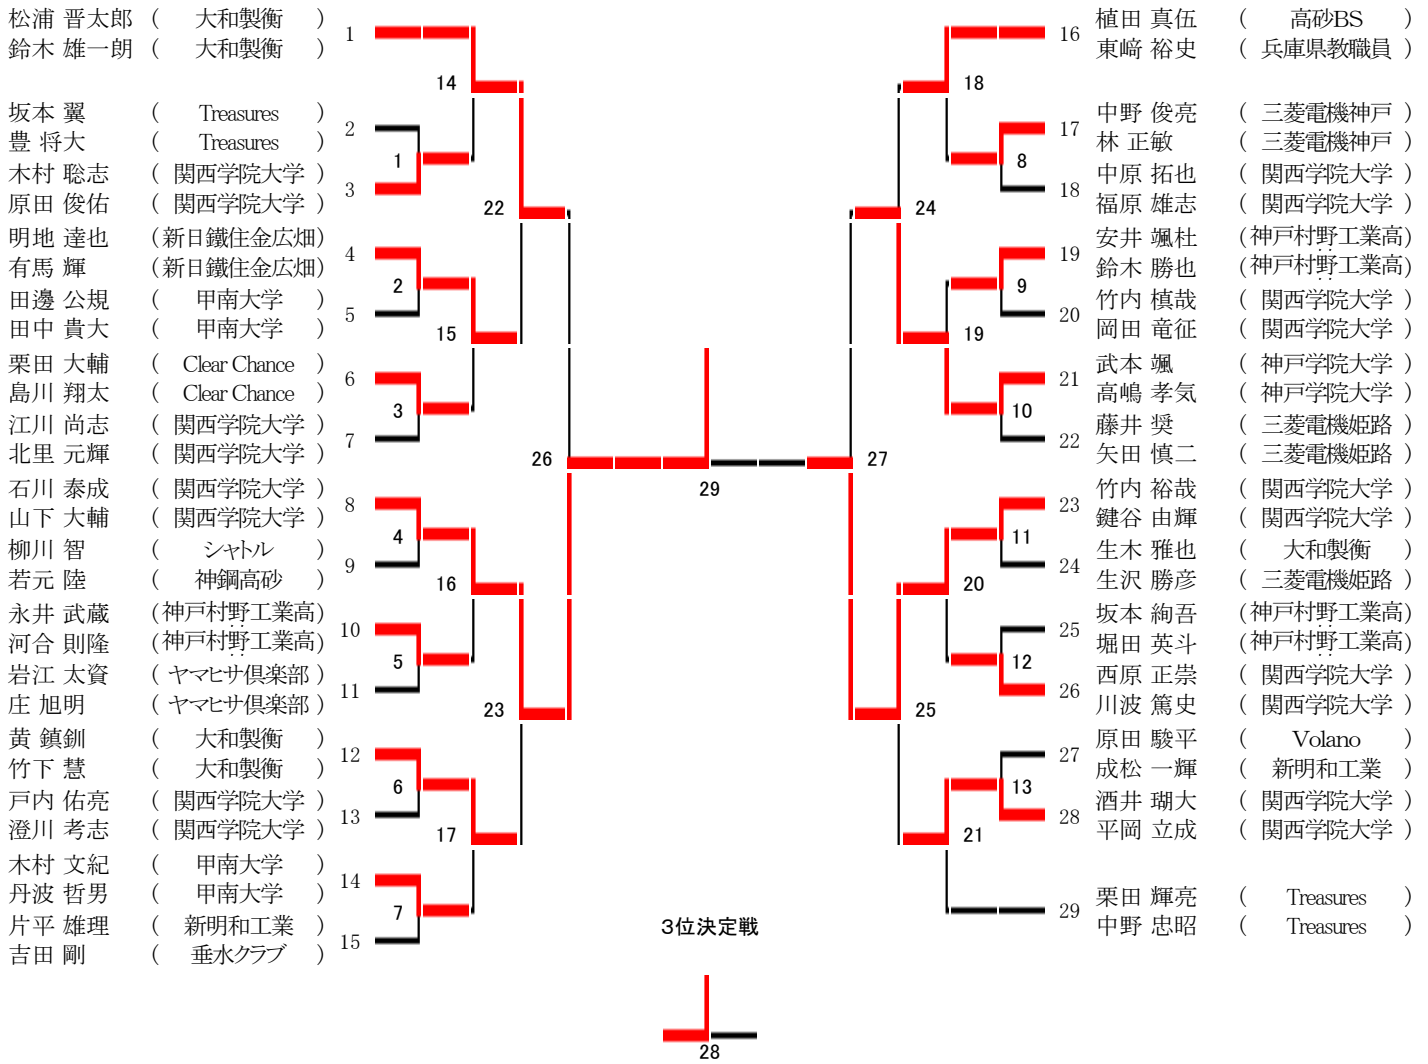 松浦 晋太郎 ( 大和製衡 )
鈴木 雄一朗 ( 大和製衡 )
1
坂本 翼 ( Treasures )
豊 将大 ( Treasures )
2
木村 聡志 ( 関西学院大学 )
原田 俊佑 ( 関西学院大学 )
3
明地 達也 (新日鐵住金広畑)
有馬 輝 (新日鐵住金広畑)
4
田邊 公規 ( 甲南大学 )
田中 貴大 ( 甲南大学 )
5
栗田 大輔 ( Clear Chance )
島川 翔太 ( Clear Chance )
6
江川 尚志 ( 関西学院大学 )
北里 元輝 ( 関西学院大学 )
7
石川 泰成 ( 関西学院大学 )
山下 大輔 ( 関西学院大学 )
8
柳川 智 ( シャトル )
若元 陸 ( 神鋼高砂 )
9
永井 武蔵 (神戸村野工業高)
河合 則隆 (神戸村野工業高)
10
岩江 太資 ( ヤマヒサ倶楽部 )
庄 旭明 ( ヤマヒサ倶楽部 )
11
黄 鎮釧 ( 大和製衡 )
竹下 慧 ( 大和製衡 )
12
戸内 佑亮 ( 関西学院大学 )
澄川 考志 ( 関西学院大学 )
13
木村 文紀 ( 甲南大学 )
丹波 哲男 ( 甲南大学 )
14
片平 雄理 ( 新明和工業 )
吉田 剛 ( 垂水クラブ )
15
14
1
22
2
15
3
26
4
16
5
23
6
17
7
29
3位決定戦
28
18
8
24
9
19
10
27
11
20
12
25
13
21
16
植田 真伍 ( 高砂BS )
東﨑 裕史 ( 兵庫県教職員 )
17
中野 俊亮 ( 三菱電機神戸 )
林 正敏 ( 三菱電機神戸 )
18
中原 拓也 ( 関西学院大学 )
福原 雄志 ( 関西学院大学 )
19
安井 颯杜 (神戸村野工業高)
鈴木 勝也 (神戸村野工業高)
20
竹内 槙哉 ( 関西学院大学 )
岡田 竜征 ( 関西学院大学 )
21
武本 颯 ( 神戸学院大学 )
高嶋 孝気 ( 神戸学院大学 )
22
藤井 奨 ( 三菱電機姫路 )
矢田 慎二 ( 三菱電機姫路 )
23
竹内 裕哉 ( 関西学院大学 )
鍵谷 由輝 ( 関西学院大学 )
24
生木 雅也 ( 大和製衡 )
生沢 勝彦 ( 三菱電機姫路 )
25
坂本 絢吾 (神戸村野工業高)
堀田 英斗 (神戸村野工業高)
26
西原 正崇 ( 関西学院大学 )
川波 篤史 ( 関西学院大学 )
27
原田 駿平 ( Volano )
成松 一輝 ( 新明和工業 )
28
酒井 瑚大 ( 関西学院大学 )
平岡 立成 ( 関西学院大学 )
29
栗田 輝亮 ( Treasures )
中野 忠昭 ( Treasures )